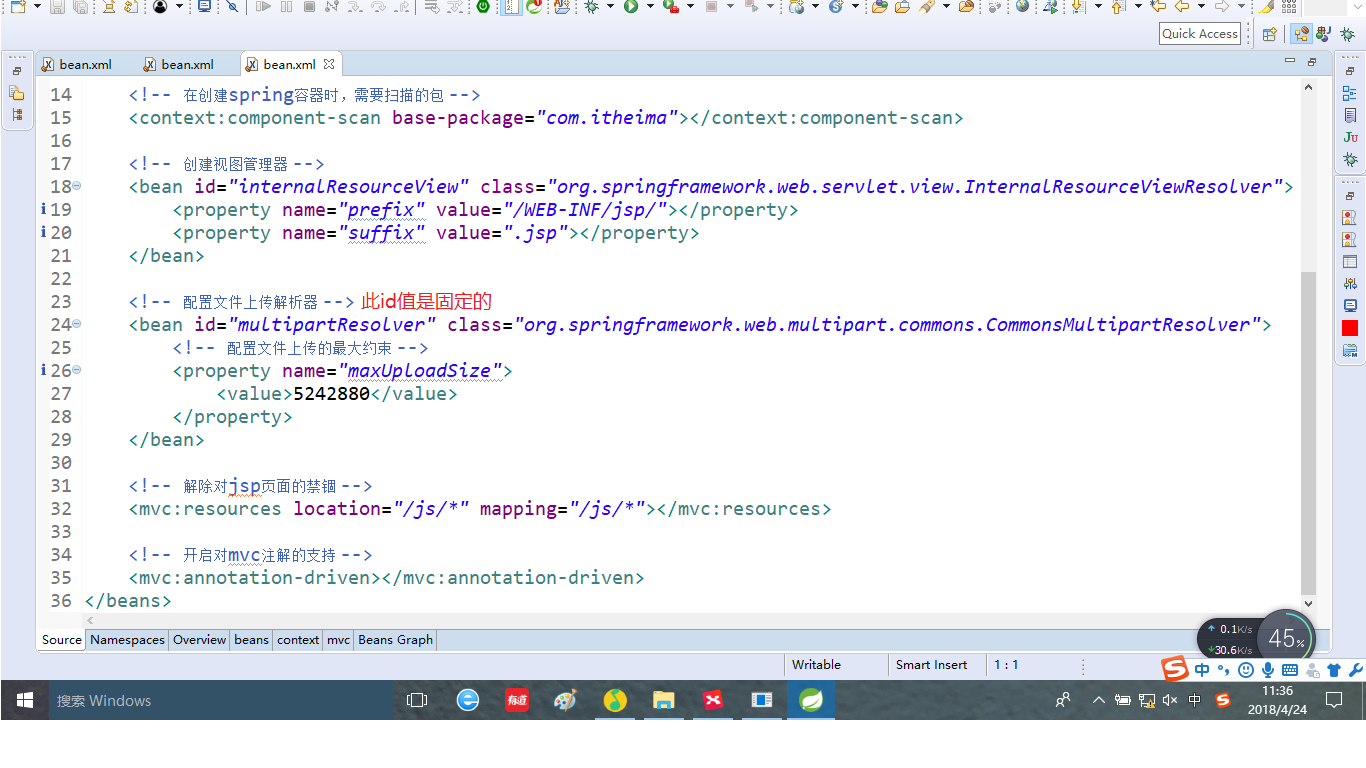 Quick Access
bean.xml bean.xml bean.xml
14 <!-- 在创建spring容器时，需要扫描的包 -->
15 <context:component-scan base-package="com.itheima"></context:component-scan>
16
17 <!-- 创建视图管理器 -->
18 <bean id="internalResourceView" class="org.springframework.web.servlet.view.InternalResourceViewResolver">
19 <property name="prefix" value="/WEB-INF/jsp/"></property>
20 <property name="suffix" value=".jsp"></property>
21 </bean>
22
23 <!-- 配置文件上传解析器 --> 此id值是固定的
24 <bean id="multipartResolver" class="org.springframework.web.multipart.commons.CommonsMultipartResolver">
25 <!-- 配置文件上传的最大约束 -->
26 <property name="maxUploadSize">
27 <value>5242880</value>
28 </property>
29 </bean>
30
31 <!-- 解除对jsp页面的禁锢 -->
32 <mvc:resources location="/js/*" mapping="/js/*"></mvc:resources>
33
34 <!-- 开启对mvc注解的支持 -->
35 <mvc:annotation-driven></mvc:annotation-driven>
36 </beans>
Source Namespaces Overview beans context mvc Beans Graph
0.1K/s
30.6K/s
45%
Writable Smart Insert 1 : 1
中
搜索 Windows
有道
中
11:36
2018/4/24